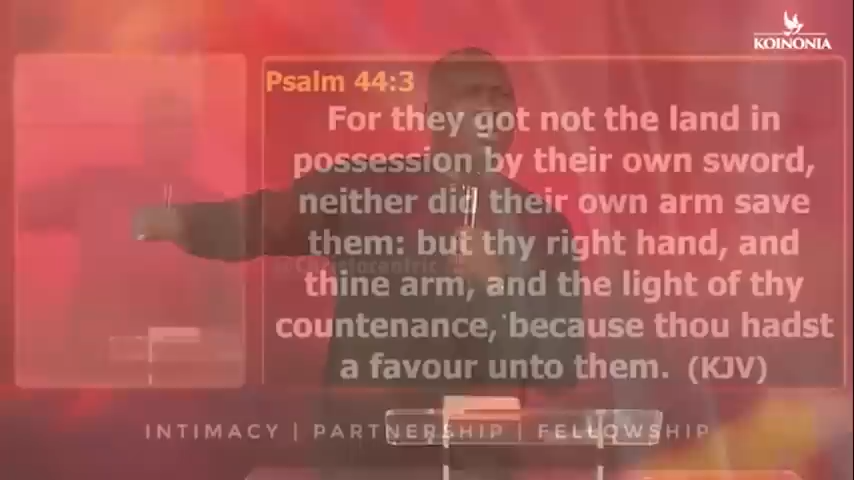 KOINONIA
Psalm 44:3
For they got not the land in
possession by their own sword,
neither did their own arm save
them: but thy right hand, and
thine arm, and the light of thy
countenance, because thou hadst
a favour unto them. (KJV)
INTIMACY | PARTNERSHIP | FELLOWSHIP